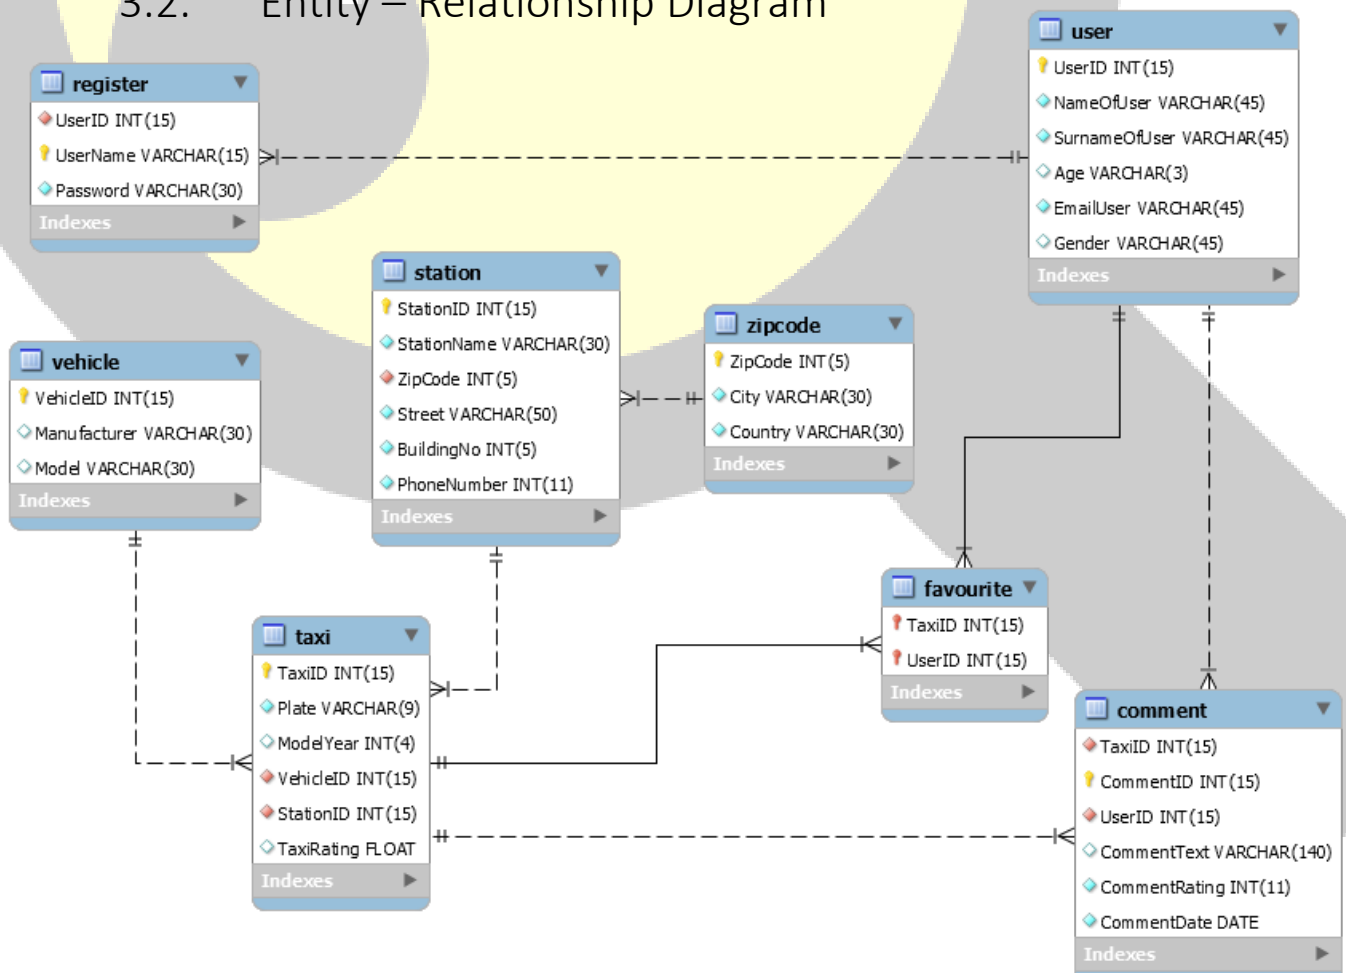 3.2. Entity – Relationship Diagram
user
UserID INT(15)
NameOfUser VARCHAR(45)
SurnameOfUser VARCHAR(45)
Age VARCHAR(3)
EmailUser VARCHAR(45)
Gender VARCHAR(45)
Indexes
register
UserID INT(15)
UserName VARCHAR(15)
Password VARCHAR(30)
Indexes
station
StationID INT(15)
StationName VARCHAR(30)
ZipCode INT(5)
Street VARCHAR(50)
BuildingNo INT(5)
PhoneNumber INT(11)
Indexes
zipcode
ZipCode INT(5)
City VARCHAR(30)
Country VARCHAR(30)
Indexes
vehicle
VehicleID INT(15)
Manufacturer VARCHAR(30)
Model VARCHAR(30)
Indexes
favourite
TaxiID INT(15)
UserID INT(15)
Indexes
taxi
TaxiID INT(15)
Plate VARCHAR(9)
ModelYear INT(4)
VehicleID INT(15)
StationID INT(15)
TaxiRating FLOAT
Indexes
comment
TaxiID INT(15)
CommentID INT(15)
UserID INT(15)
CommentText VARCHAR(140)
CommentRating INT(11)
CommentDate DATE
Indexes